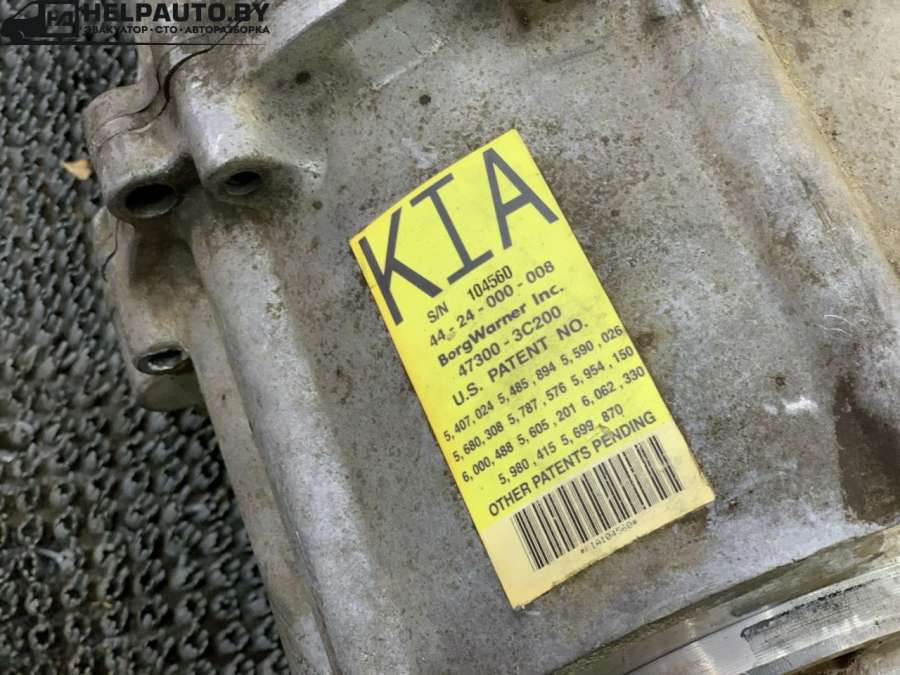 HELPAUTO.BY
ЭВАКУАТОР · СТО · АВТОРАЗБОРКА
KIA
S/N 104560
44-24-000-008
BorgWarner Inc.
47300-3C200
U.S. PATENT NO.
5,407,024 5,485,894 5,590,026
5,680,308 5,787,576 5,954,150
6,000,488 5,605,201 6,062,330
5,980,415 5,699,870
OTHER PATENTS PENDING
*KIA104560*